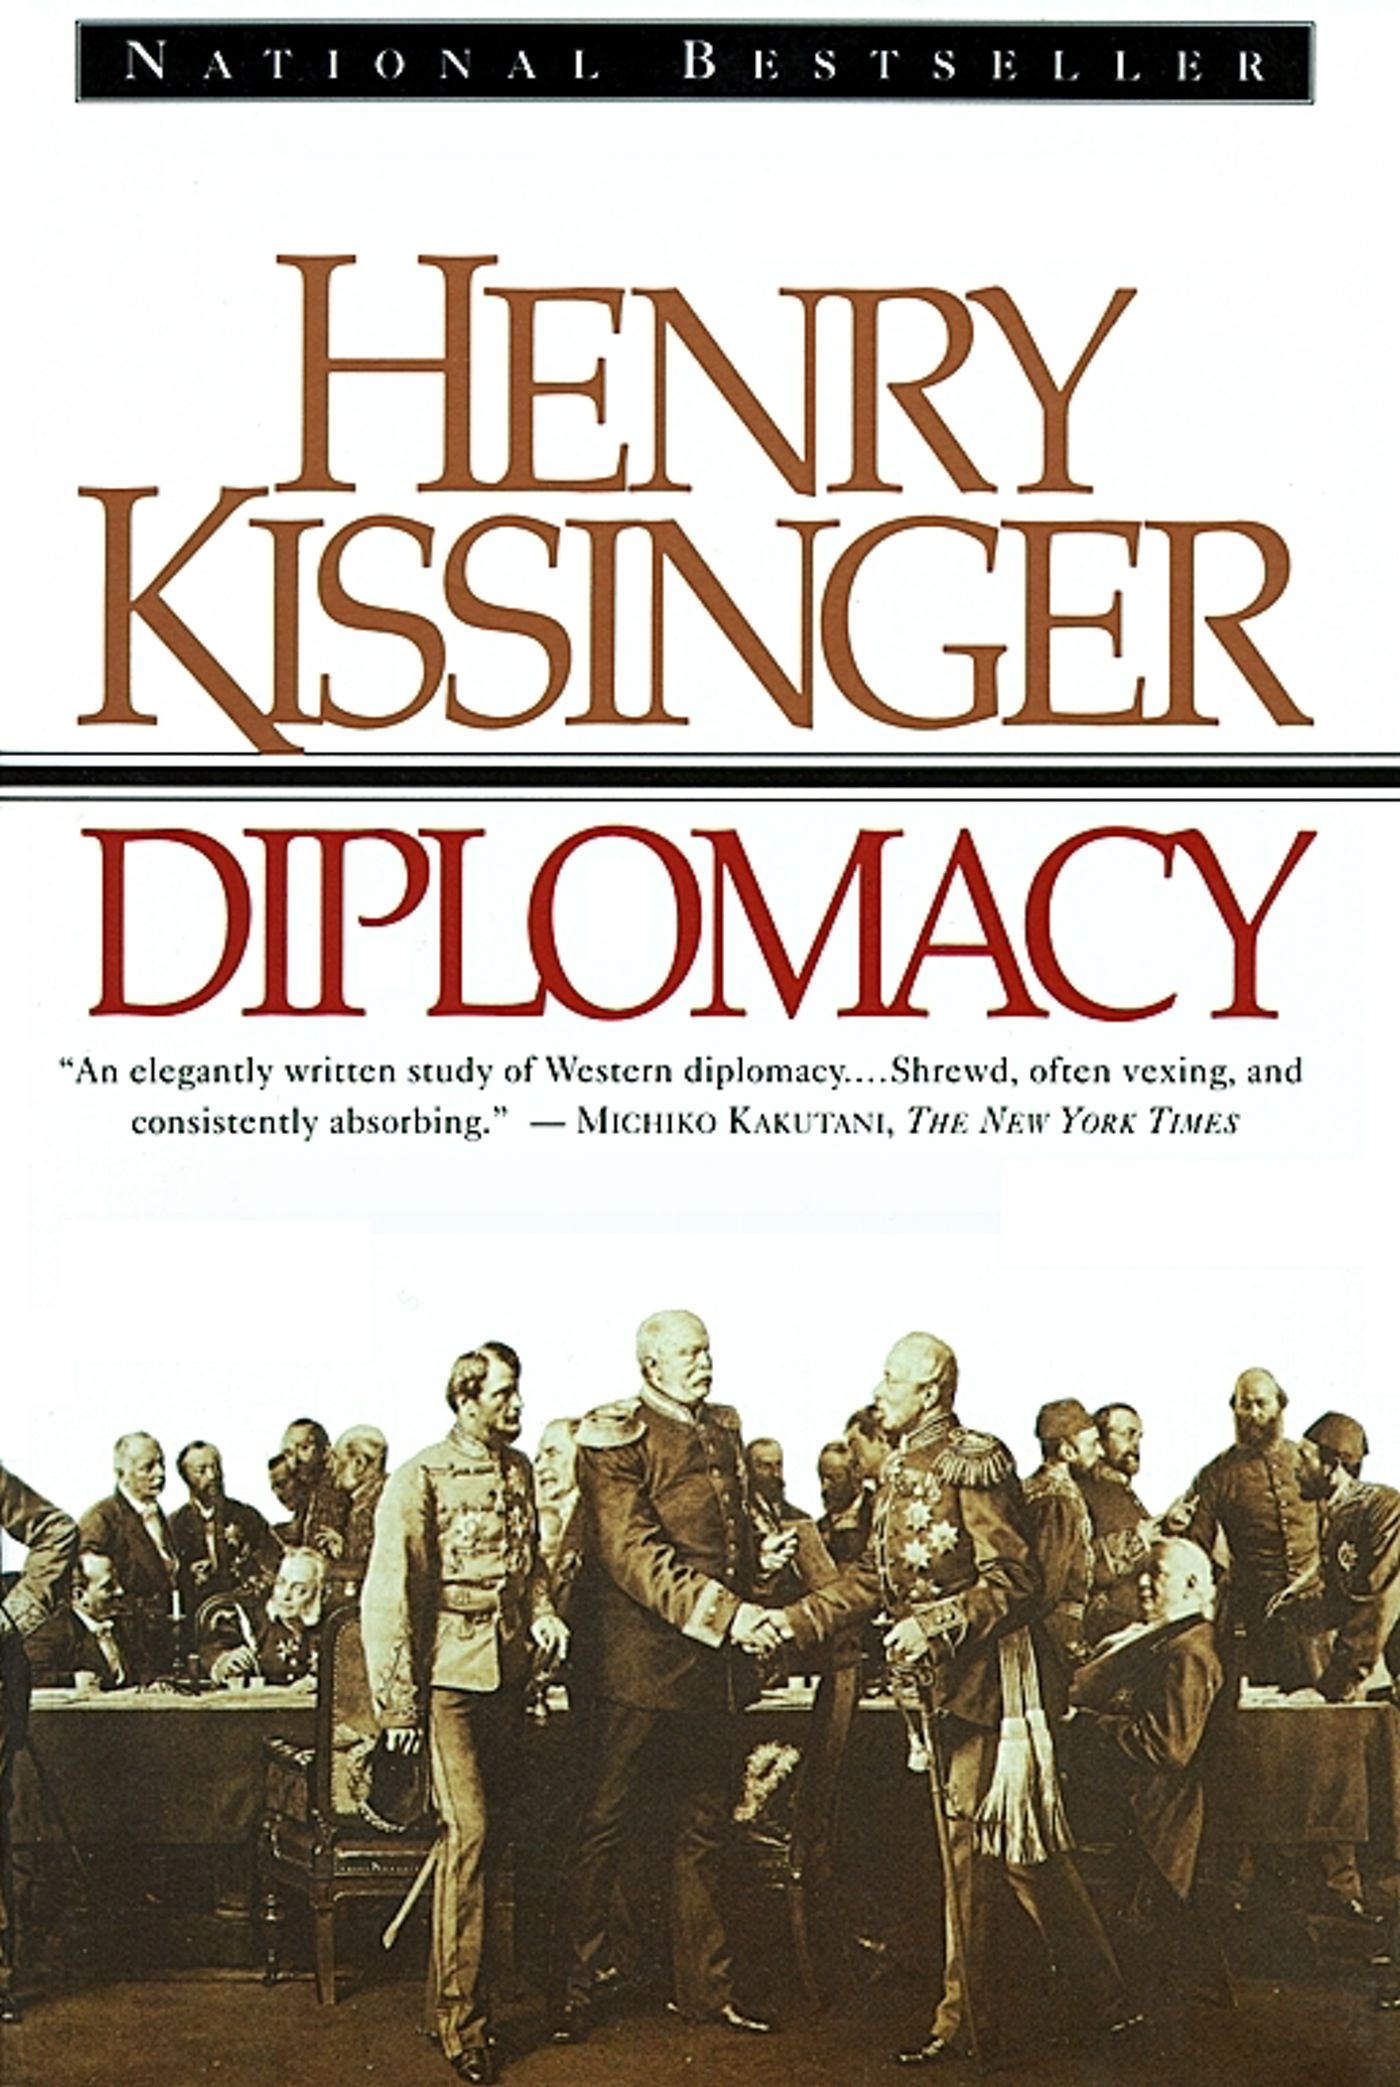 NATIONAL BESTSELLER
HENRY
KISSINGER
DIPLOMACY
“An elegantly written study of Western diplomacy....Shrewd, often vexing, and
consistently absorbing.” — MICHIKO KAKUTANI, THE NEW YORK TIMES